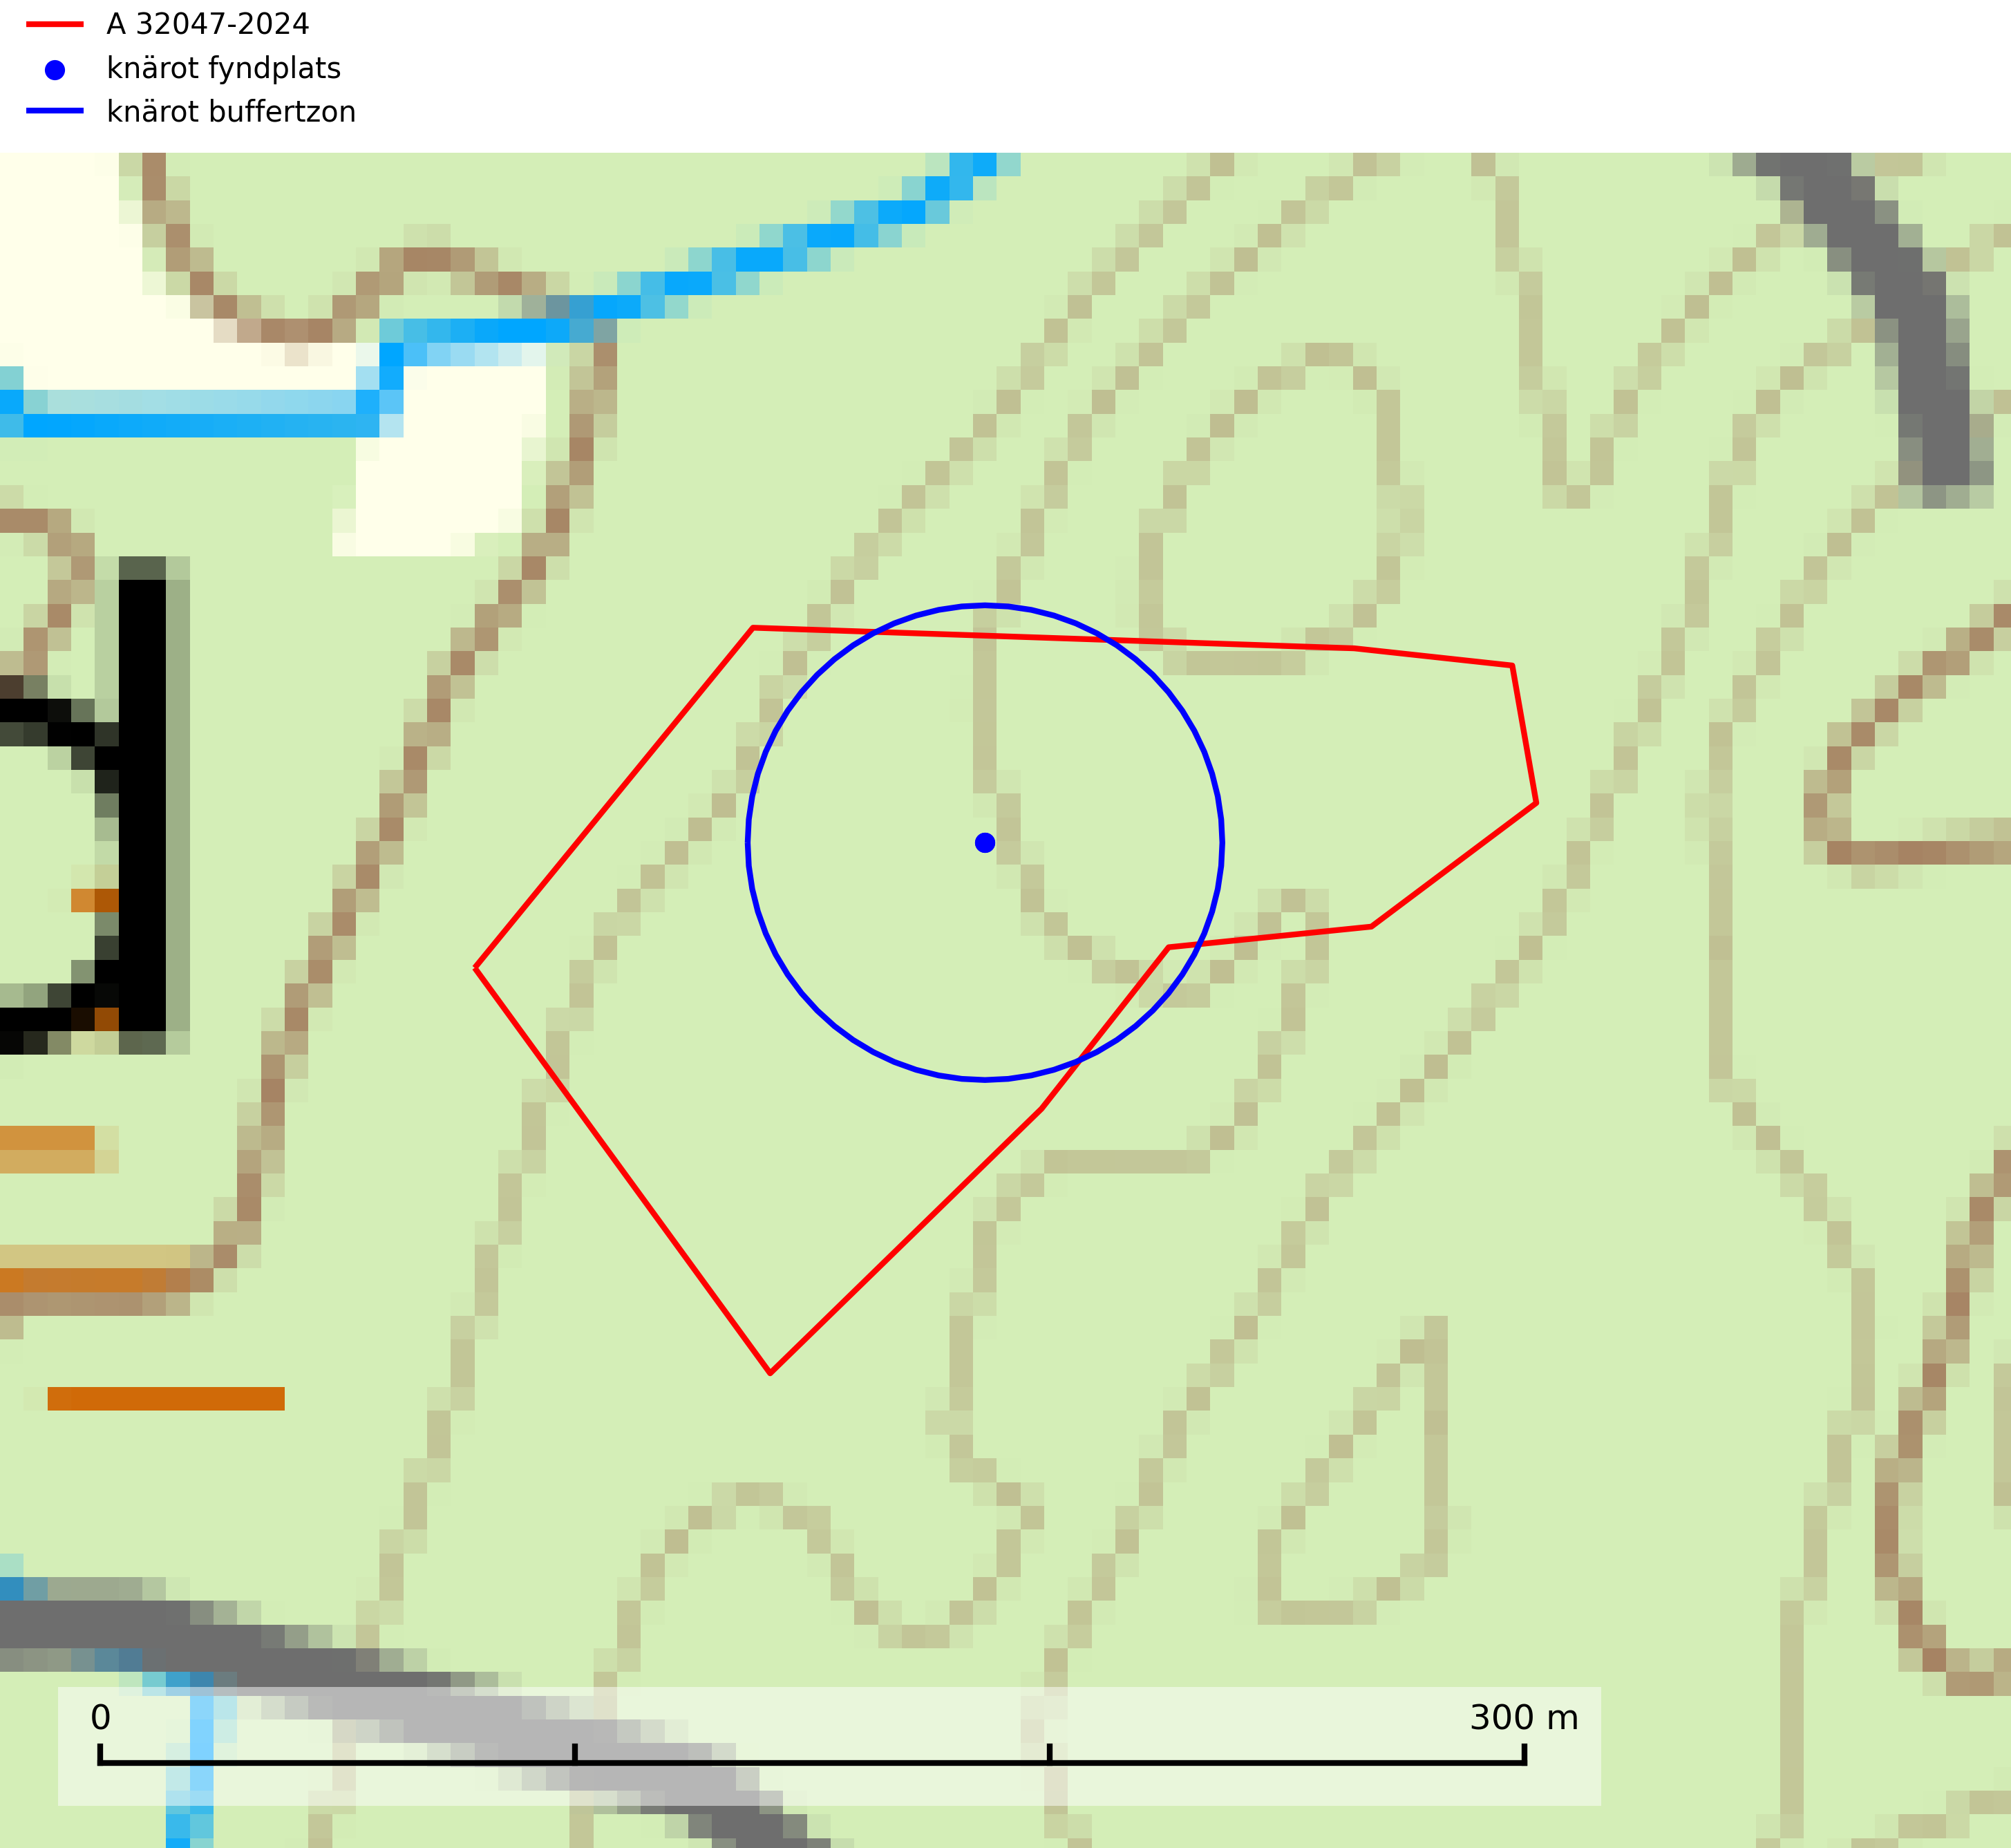 A 32047-2024
knärot fyndplats
knärot buffertzon
0 300 m